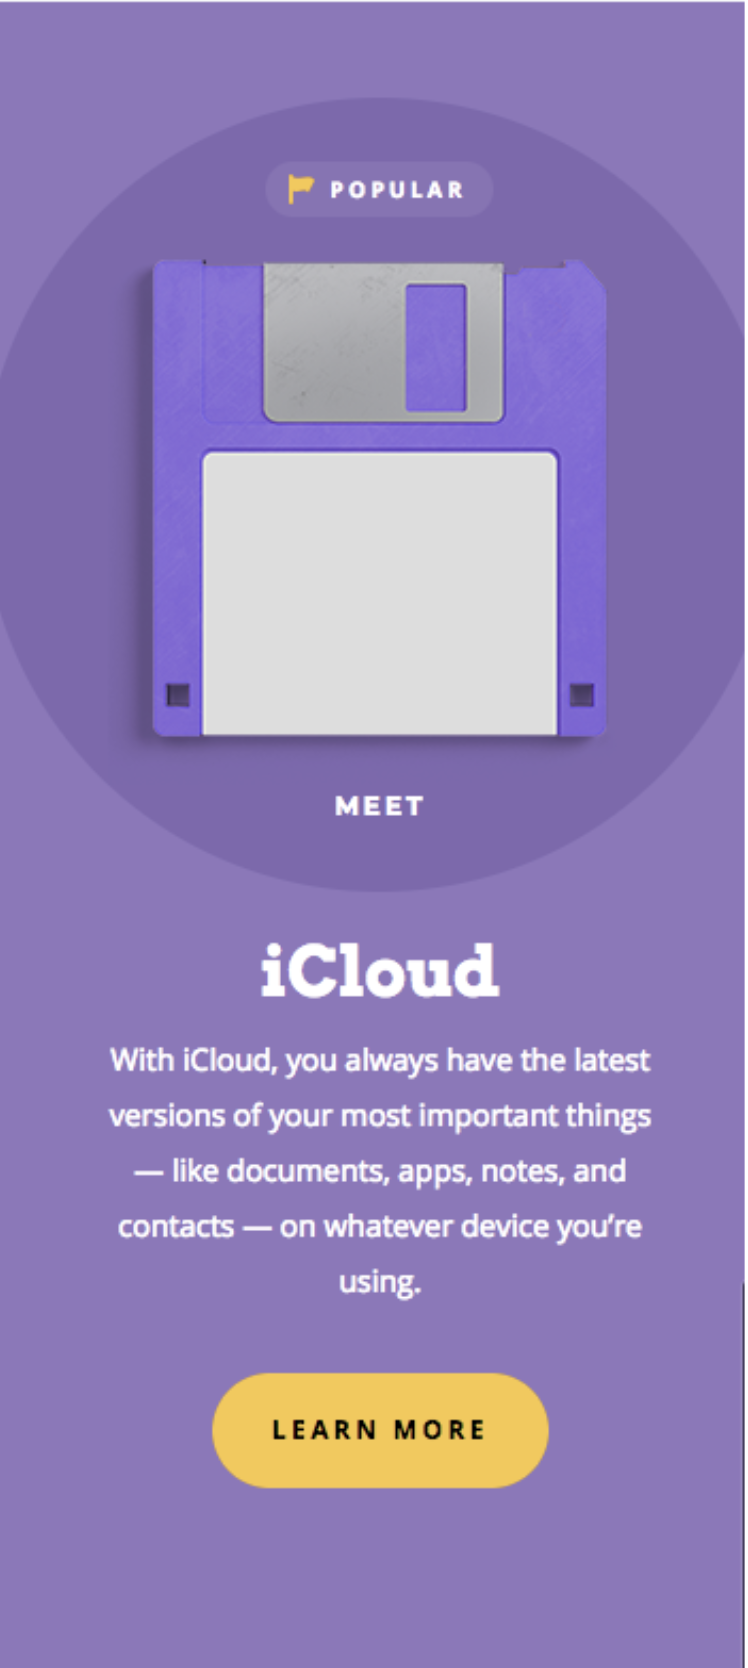 POPULAR
MEET
iCloud
With iCloud, you always have the latest
versions of your most important things
— like documents, apps, notes, and
contacts — on whatever device you’re
using.
LEARN MORE